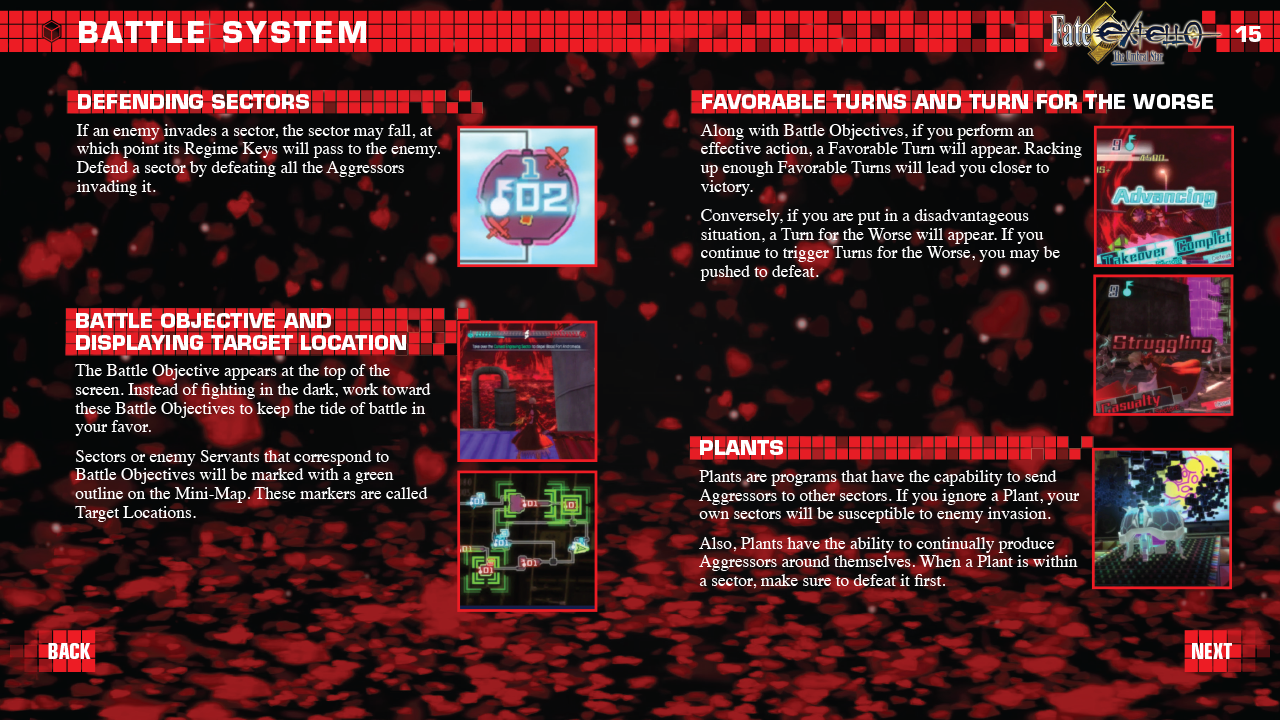 BATTLE SYSTEM
Fate/EXTELLA
The Umbral Star
15
DEFENDING SECTORS
If an enemy invades a sector, the sector may fall, at
which point its Regime Keys will pass to the enemy.
Defend a sector by defeating all the Aggressors
invading it.
1
02
BATTLE OBJECTIVE AND
DISPLAYING TARGET LOCATION
The Battle Objective appears at the top of the
screen. Instead of fighting in the dark, work toward
these Battle Objectives to keep the tide of battle in
your favor.
Sectors or enemy Servants that correspond to
Battle Objectives will be marked with a green
outline on the Mini-Map. These markers are called
Target Locations.
01
01
01
01
FAVORABLE TURNS AND TURN FOR THE WORSE
Along with Battle Objectives, if you perform an
effective action, a Favorable Turn will appear. Racking
up enough Favorable Turns will lead you closer to
victory.
Conversely, if you are put in a disadvantageous
situation, a Turn for the Worse will appear. If you
continue to trigger Turns for the Worse, you may be
pushed to defeat.
Advancing
Takeover Complet
Struggling
Casualty
PLANTS
Plants are programs that have the capability to send
Aggressors to other sectors. If you ignore a Plant, your
own sectors will be susceptible to enemy invasion.
Also, Plants have the ability to continually produce
Aggressors around themselves. When a Plant is within
a sector, make sure to defeat it first.
BACK
NEXT